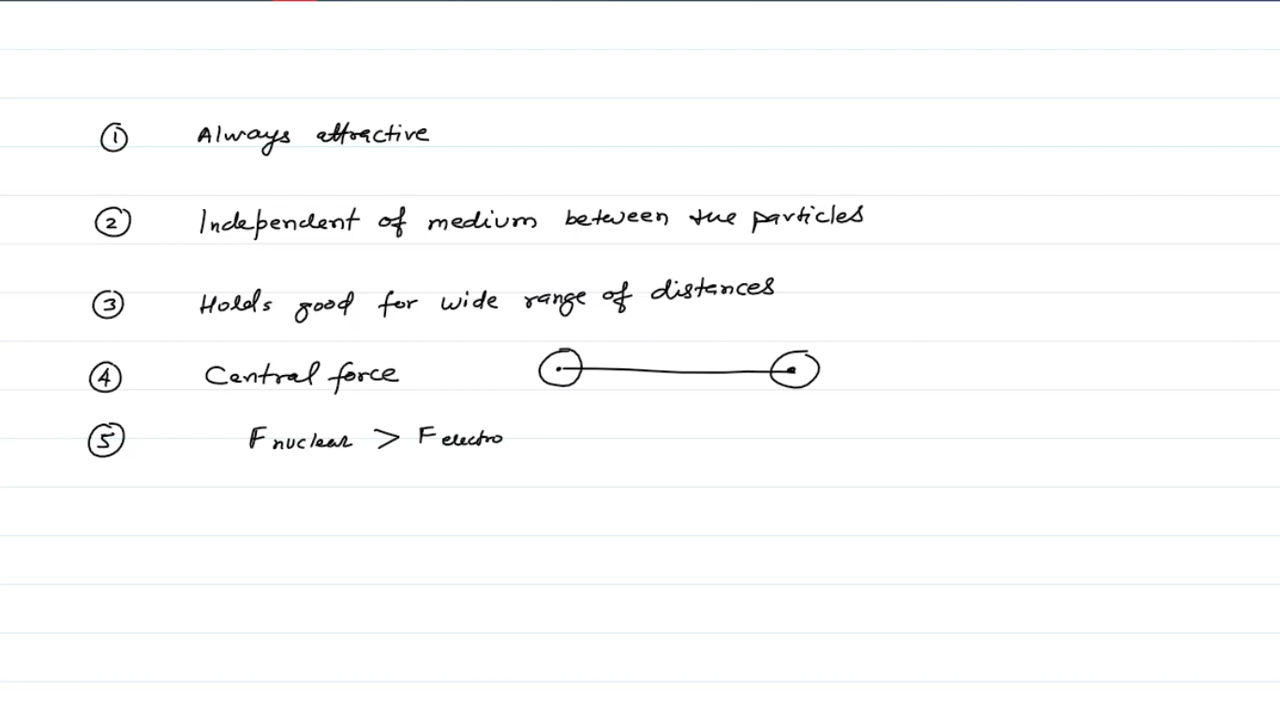 ① Always attractive
② Independent of medium between the particles
③ Holds good for wide range of distances
④ Central force
⑤ F nuclear > F electro